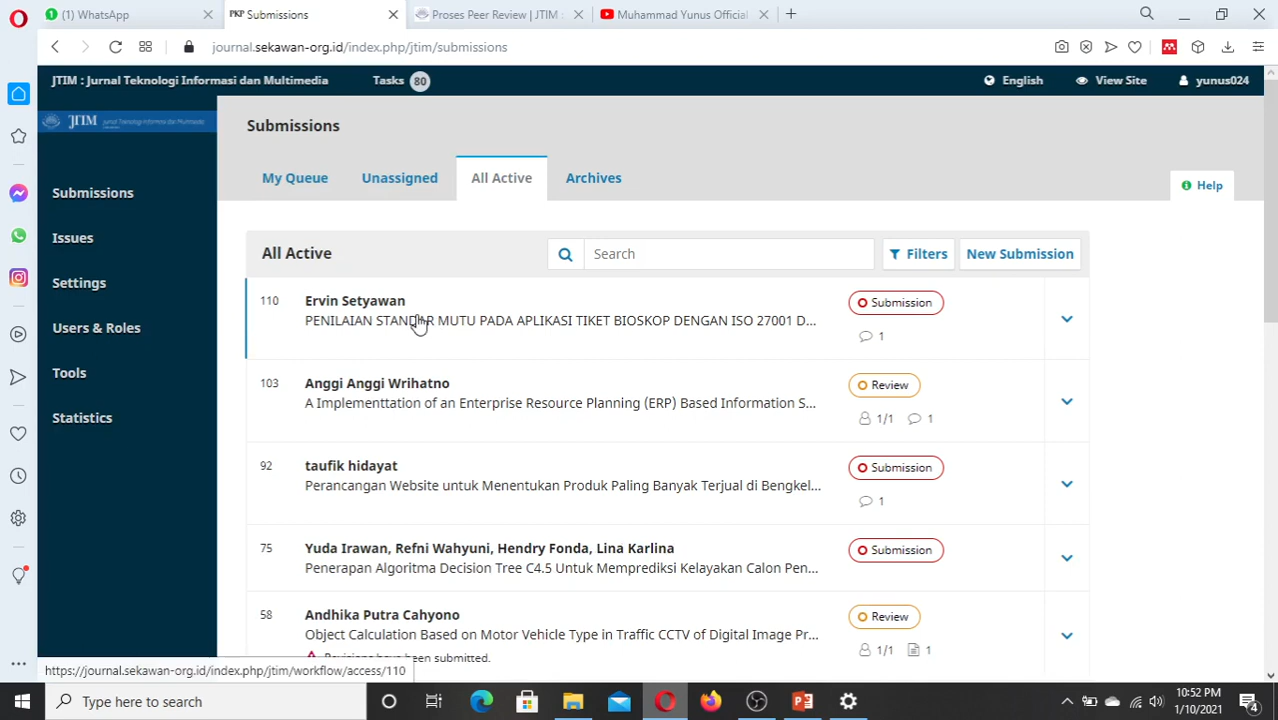 (1) WhatsApp
PKP Submissions
Proses Peer Review | JTIM :
Muhammad Yunus Official
journal.sekawan-org.id/index.php/jtim/submissions
JTIM : Jurnal Teknologi Informasi dan Multimedia
Tasks 80
English
View Site
yunus024
JTIM Jurnal Teknologi Informasi dan Multimedia
Submissions
Issues
Settings
Users & Roles
Tools
Statistics
Submissions
My Queue
Unassigned
All Active
Archives
Help
All Active
Search
Filters
New Submission
110 Ervin Setyawan
PENILAIAN STANDAR MUTU PADA APLIKASI TIKET BIOSKOP DENGAN ISO 27001 D...
Submission
1
103 Anggi Anggi Wrihatno
A Implementtation of an Enterprise Resource Planning (ERP) Based Information S...
Review
1/1 1
92 taufik hidayat
Perancangan Website untuk Menentukan Produk Paling Banyak Terjual di Bengkel...
Submission
1
75 Yuda Irawan, Refni Wahyuni, Hendry Fonda, Lina Karlina
Penerapan Algoritma Decision Tree C4.5 Untuk Memprediksi Kelayakan Calon Pen...
Submission
58 Andhika Putra Cahyono
Object Calculation Based on Motor Vehicle Type in Traffic CCTV of Digital Image Pr...
Revisions have been submitted.
Review
1/1 1
https://journal.sekawan-org.id/index.php/jtim/workflow/access/110
Type here to search
10:52 PM
1/10/2021
4